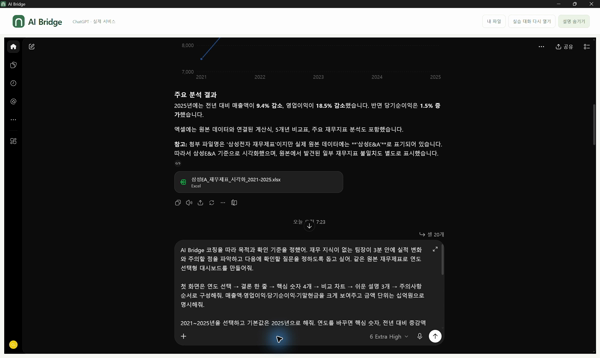 AI Bridge
AI Bridge
ChatGPT · 실제 서비스
내 파일
실습 대화 다시 열기
설명 숨기기
공유
8,000
7,000
2021 2022 2023 2024 2025
주요 분석 결과
2025년에는 전년 대비 매출액이 9.4% 감소, 영업이익이 18.5% 감소했습니다. 반면 당기순이익은 1.5% 증
가했습니다.
엑셀에는 원본 데이터와 연결된 계산식, 5개년 비교표, 주요 재무지표 분석도 포함했습니다.
참고: 첨부 파일명은 ‘삼성전자 재무제표’이지만 실제 원본 데이터에는 **‘삼성E&A’**로 표기되어 있습니다.
따라서 삼성E&A 기준으로 시각화했으며, 원본에서 발견된 일부 재무지표 불일치도 별도로 표시했습니다.
삼성EA_재무제표_시각화_2021-2025.xlsx
Excel
오늘
7:23
샘 20개
AI Bridge 코칭을 따라 목적과 확인 기준을 정했어. 재무 지식이 없는 팀장이 3분 안에 실적 변화
와 주의할 점을 파악하고 다음에 확인할 질문을 정하도록 돕고 싶어. 같은 원본 재무제표로 연도
선택형 대시보드를 만들어줘.
첫 화면은 연도 선택 → 결론 한 줄 → 핵심 숫자 4개 → 비교 차트 → 쉬운 설명 3개 → 주의사항
순서로 구성해줘. 매출액·영업이익·당기순이익·기말현금을 크게 보여주고 금액 단위는 십억원으로
명시해줘.
2021~2025년을 선택하고 기본값은 2025년으로 해줘. 연도를 바꾸면 핵심 숫자, 전년 대비 증감액
6 Extra High